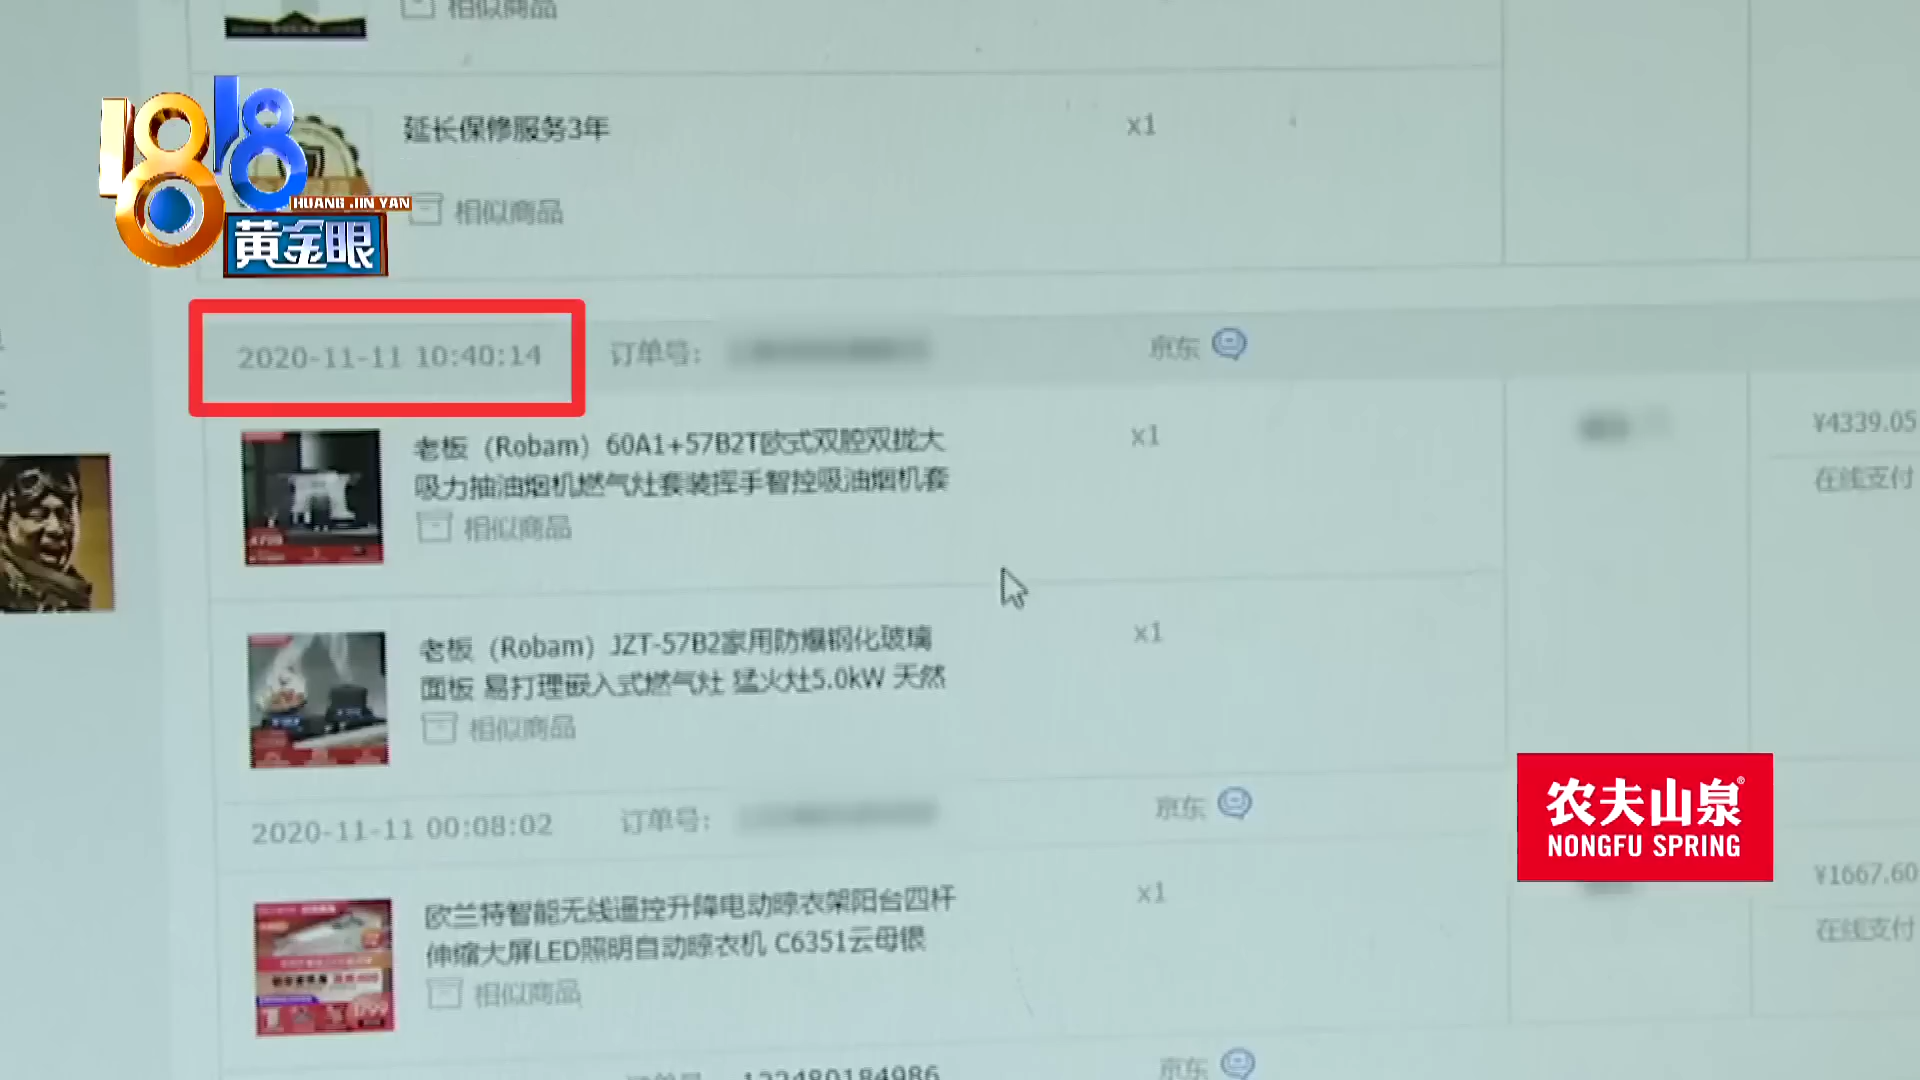 相似商品
延长保修服务3年
x1
相似商品
1818
HUANG JIN YAN
黄金眼
2020-11-11 10:40:14
订单号:
京东
老板（Robam）60A1+57B2T欧式双腔双拢大
吸力抽油烟机燃气灶套装挥手智控吸油烟机套
x1
¥4339.05
在线支付
相似商品
老板（Robam）JZT-57B2家用防爆钢化玻璃
面板 易打理嵌入式燃气灶 猛火灶5.0kW 天然
x1
相似商品
2020-11-11 00:08:02
订单号:
京东
农夫山泉®
NONGFU SPRING
欧兰特智能无线遥控升降电动晾衣架阳台四杆
伸缩大屏LED照明自动晾衣机 C6351云母银
x1
¥1667.60
在线支付
相似商品
订单号
122480184986
京东